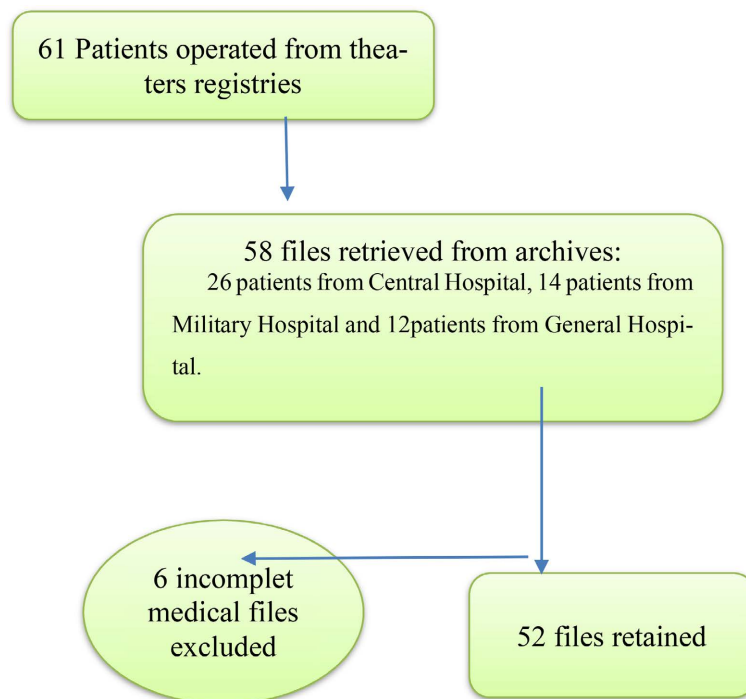 61 Patients operated from thea-
ters registries
58 files retrieved from archives:
26 patients from Central Hospital, 14 patients from
Military Hospital and 12patients from General Hospi-
tal.
6 incomplet
medical files
excluded
52 files retained